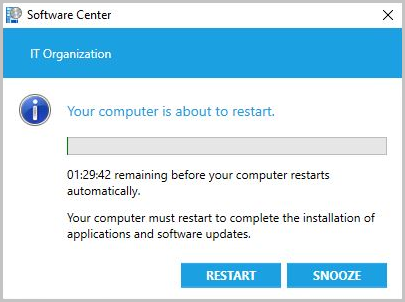 Software Center
IT Organization
Your computer is about to restart.
01:29:42 remaining before your computer restarts
automatically.
Your computer must restart to complete the installation of
applications and software updates.
RESTART
SNOOZE